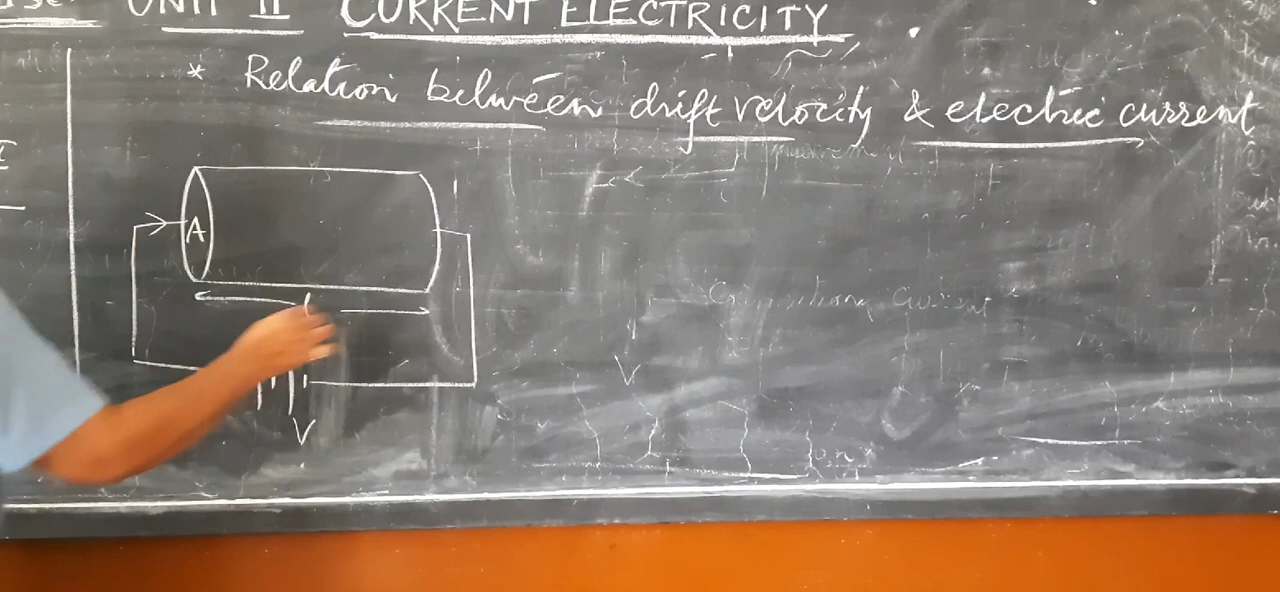 UNIT II CURRENT ELECTRICITY
* Relation between drift velocity & electric current
A
V
V